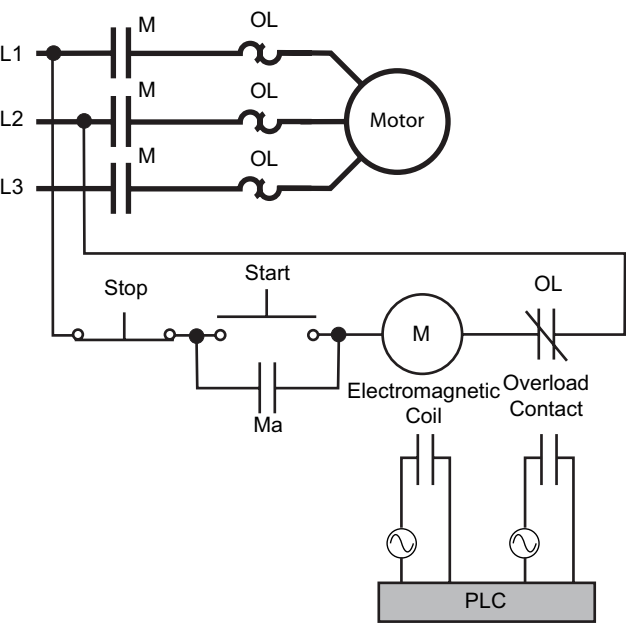 M
OL
L1
M
OL
L2
Motor
M
OL
L3
Start
Stop
OL
M
Ma
Electromagnetic
Coil
Overload
Contact
PLC